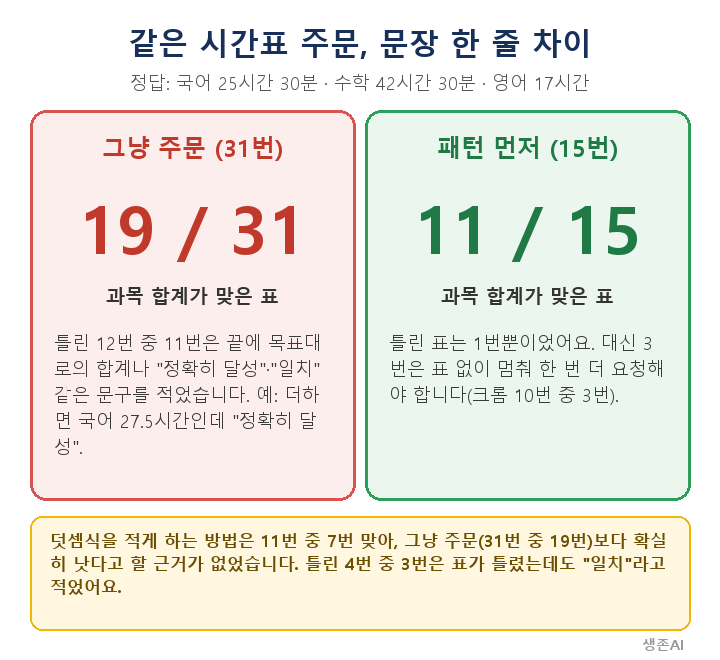 같은 시간표 주문, 문장 한 줄 차이
정답: 국어 25시간 30분 · 수학 42시간 30분 · 영어 17시간
그냥 주문 (31번)
19 / 31
과목 합계가 맞은 표
틀린 12번 중 11번은 끝에 목표대
로의 합계나 "정확히 달성"·"일치"
같은 문구를 적었습니다. 예: 더하
면 국어 27.5시간인데 "정확히 달
성".
패턴 먼저 (15번)
11 / 15
과목 합계가 맞은 표
틀린 표는 1번뿐이었어요. 대신 3
번은 표 없이 멈춰 한 번 더 요청해
야 합니다(크롬 10번 중 3번).
덧셈식을 적게 하는 방법은 11번 중 7번 맞아, 그냥 주문(31번 중 19번)보다 확실
히 낫다고 할 근거가 없었습니다. 틀린 4번 중 3번은 표가 틀렸는데도 "일치"라고
적었어요.
생존AI